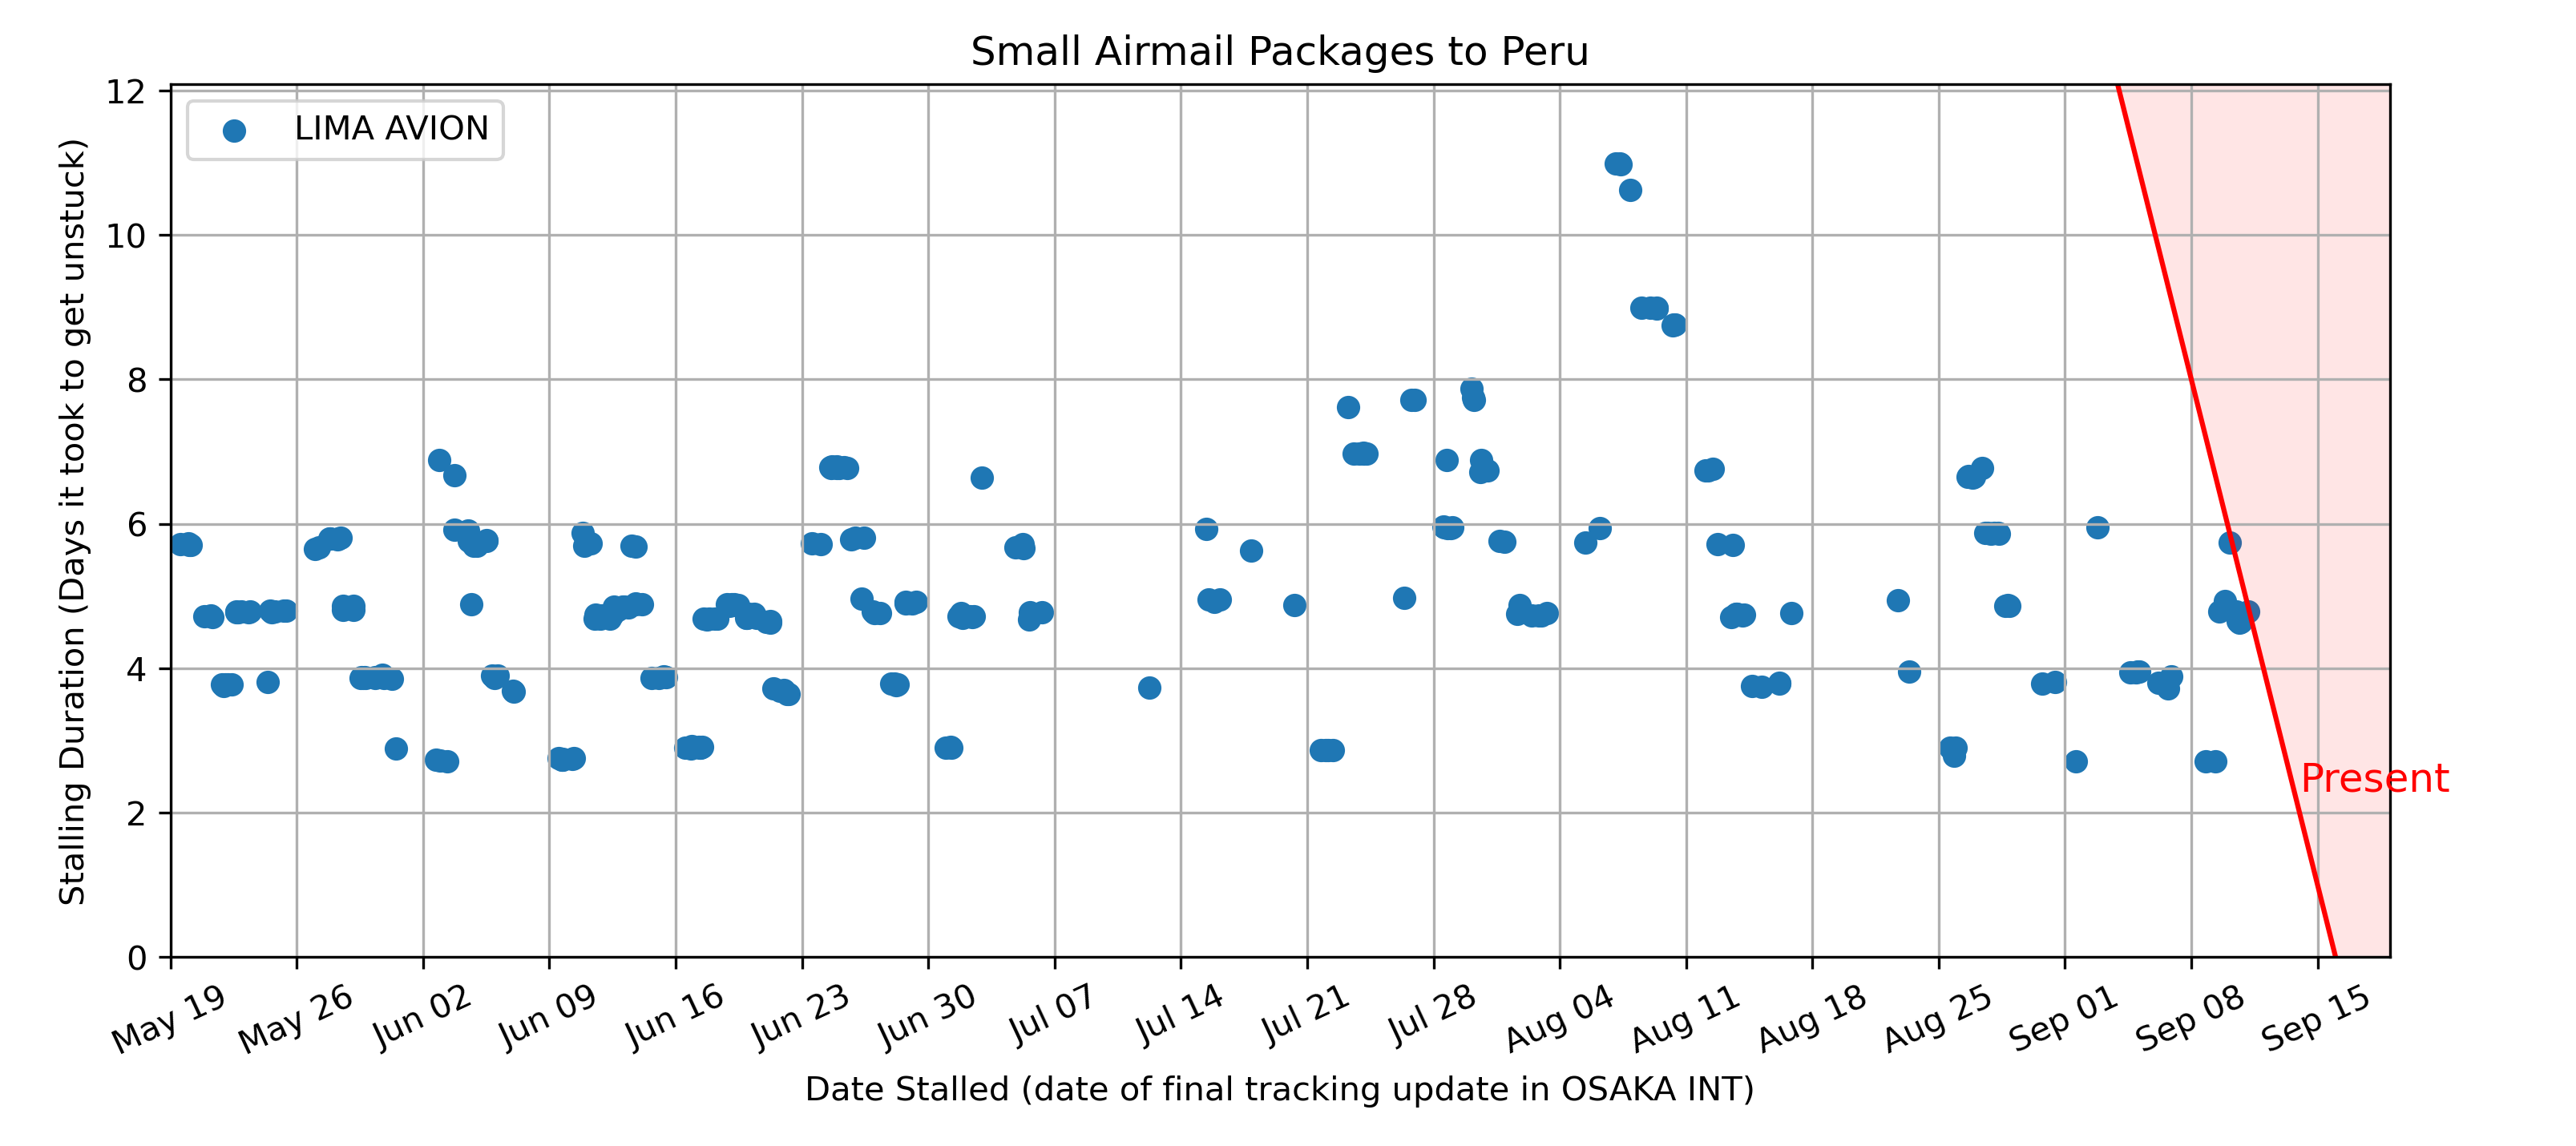 Small Airmail Packages to Peru
LIMA AVION
Stalling Duration (Days it took to get unstuck)
12
10
8
6
4
2
0
Present
May 19
May 26
Jun 02
Jun 09
Jun 16
Jun 23
Jun 30
Jul 07
Jul 14
Jul 21
Jul 28
Aug 04
Aug 11
Aug 18
Aug 25
Sep 01
Sep 08
Sep 15
Date Stalled (date of final tracking update in OSAKA INT)